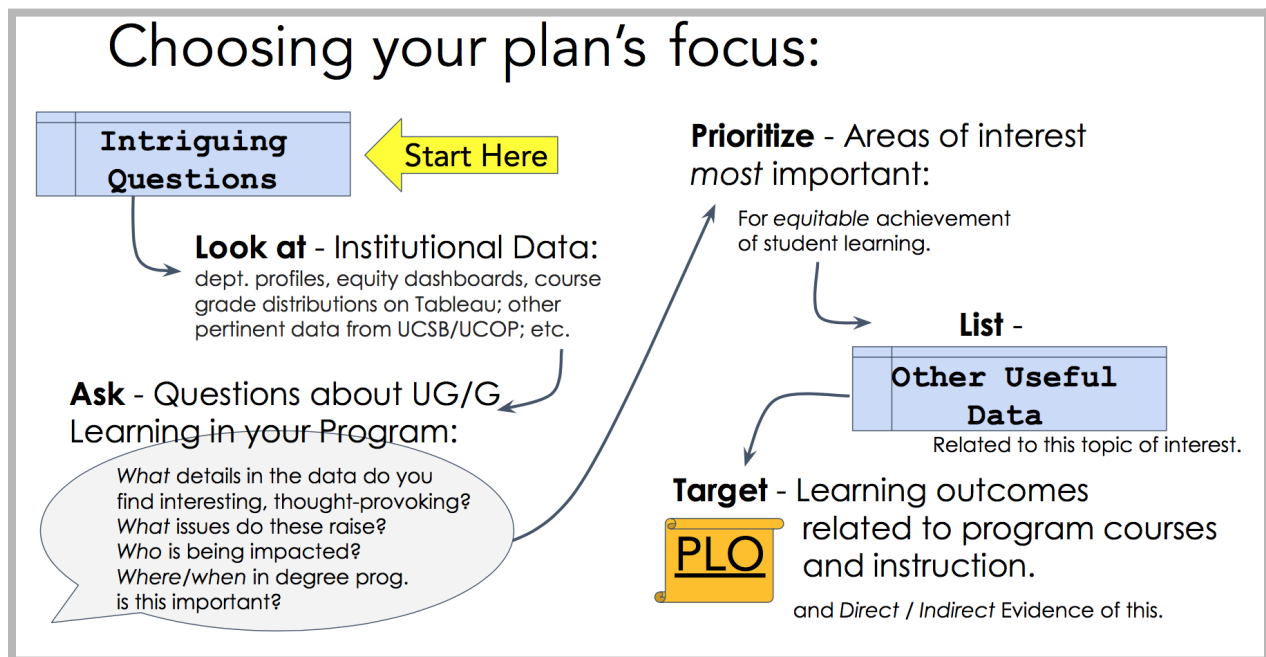 Choosing your plan's focus:
Intriguing
Questions
Start Here
Look at - Institutional Data:
dept. profiles, equity dashboards, course
grade distributions on Tableau; other
pertinent data from UCSB/UCOP; etc.
Ask - Questions about UG/G
Learning in your Program:
What details in the data do you
find interesting, thought-provoking?
What issues do these raise?
Who is being impacted?
Where/when in degree prog.
is this important?
Prioritize - Areas of interest
most important:
For equitable achievement
of student learning.
List -
Other Useful
Data
Related to this topic of interest.
Target - Learning outcomes
related to program courses
and instruction.
PLO
and Direct / Indirect Evidence of this.